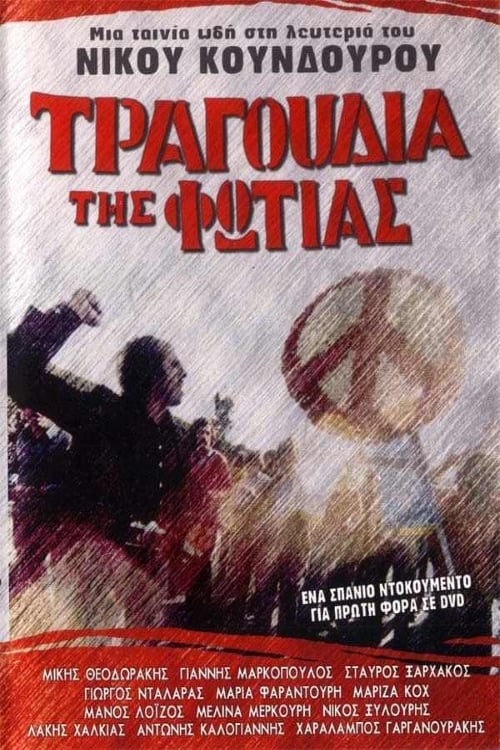 Μια ταινία ωδή στη λευτεριά του
ΝΙΚΟΥ ΚΟΥΝΔΟΥΡΟΥ
ΤΡΑΓΟΥΔΙΑ
ΤΗΣ ΦΩΤΙΑΣ
ΕΝΑ ΣΠΑΝΙΟ ΝΤΟΚΟΥΜΕΝΤΟ
ΓΙΑ ΠΡΩΤΗ ΦΟΡΑ ΣΕ DVD
ΜΙΚΗΣ ΘΕΟΔΩΡΑΚΗΣ ΓΙΑΝΝΗΣ ΜΑΡΚΟΠΟΥΛΟΣ ΣΤΑΥΡΟΣ ΞΑΡΧΑΚΟΣ
ΓΙΩΡΓΟΣ ΝΤΑΛΑΡΑΣ ΜΑΡΙΑ ΦΑΡΑΝΤΟΥΡΗ ΜΑΡΙΖΑ ΚΟΧ
ΜΑΝΟΣ ΛΟΪΖΟΣ ΜΕΛΙΝΑ ΜΕΡΚΟΥΡΗ ΝΙΚΟΣ ΞΥΛΟΥΡΗΣ
ΛΑΚΗΣ ΧΑΛΚΙΑΣ ΑΝΤΩΝΗΣ ΚΑΛΟΓΙΑΝΝΗΣ ΧΑΡΑΛΑΜΠΟΣ ΓΑΡΓΑΝΟΥΡΑΚΗΣ